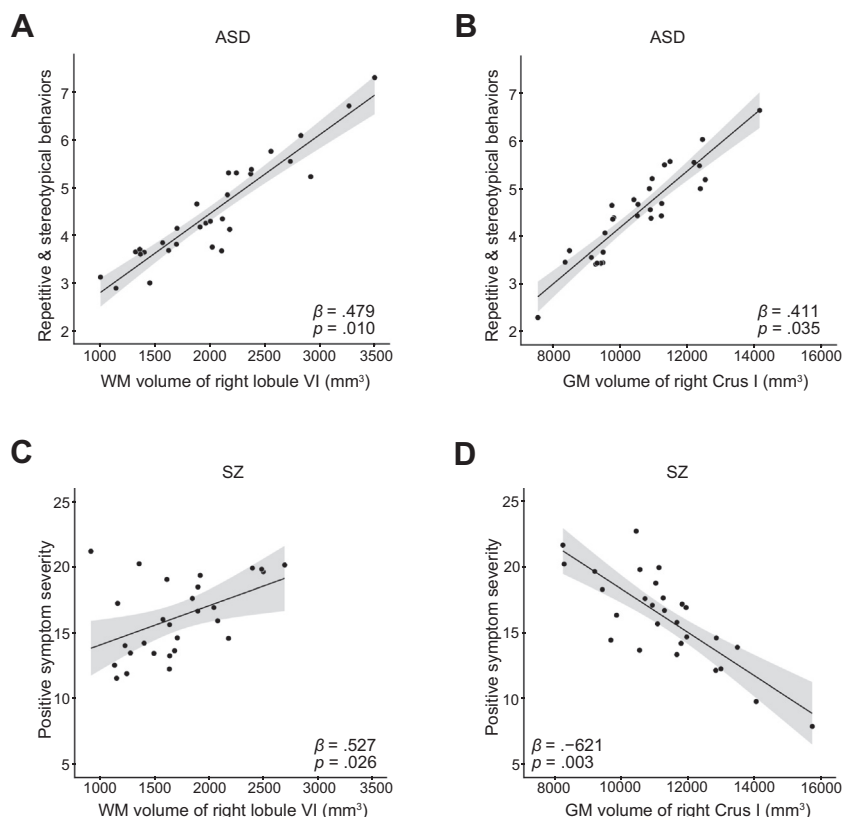 A
ASD
Repetitive & stereotypical behaviors
7
6
5
4
3
2
β = .479
p = .010
1000 1500 2000 2500 3000 3500
WM volume of right lobule VI (mm³)
B
ASD
Repetitive & stereotypical behaviors
7
6
5
4
3
2
β = .411
p = .035
8000 10000 12000 14000 16000
GM volume of right Crus I (mm³)
C
SZ
Positive symptom severity
25
20
15
10
5
β = .527
p = .026
1000 1500 2000 2500 3000 3500
WM volume of right lobule VI (mm³)
D
SZ
Positive symptom severity
25
20
15
10
5
β = .−621
p = .003
8000 10000 12000 14000 16000
GM volume of right Crus I (mm³)